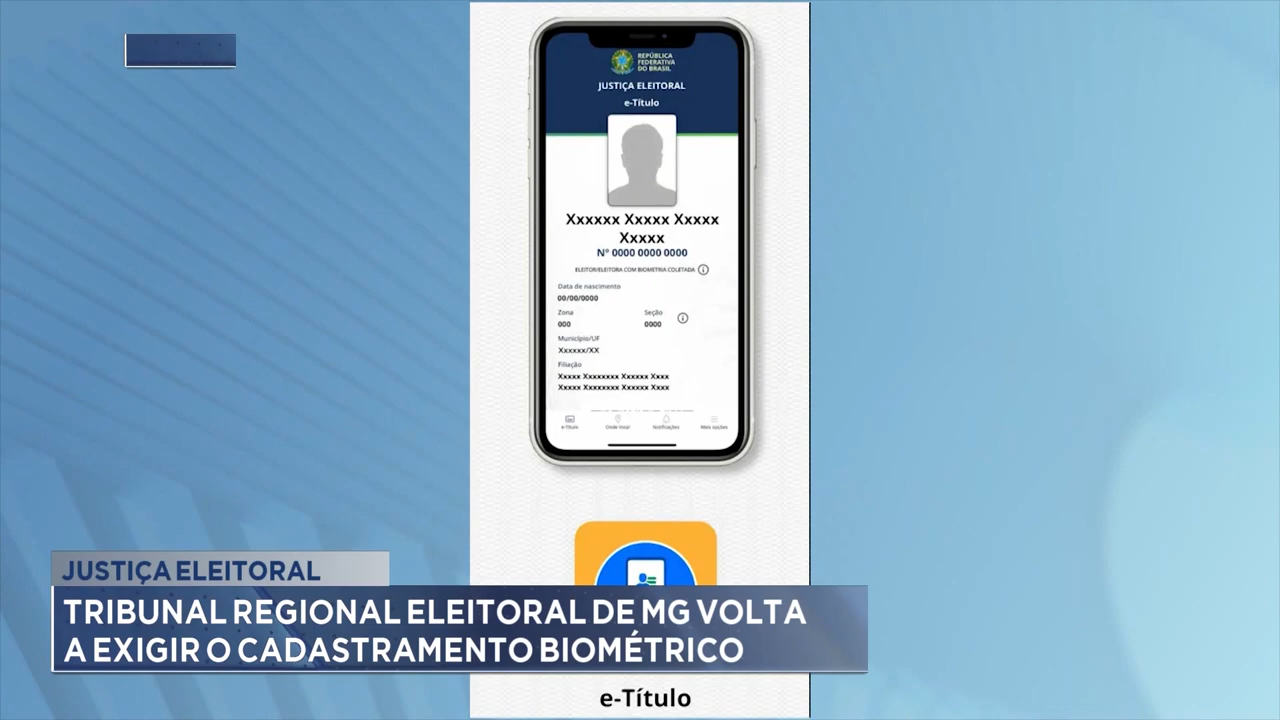 REPÚBLICA
FEDERATIVA
DO BRASIL
JUSTIÇA ELEITORAL
e-Título
Xxxxxx Xxxxx Xxxxx
Xxxxx
Nº 0000 0000 0000
ELEITOR/ELEITORA COM BIOMETRIA COLETADA
Data de nascimento
00/00/0000
Zona Seção
000 0000
Município/UF
Xxxxxx/XX
Filiação
Xxxxx Xxxxxxxx Xxxxxx Xxxx
Xxxxx Xxxxxxxx Xxxxxx Xxxx
e-Título Onde Votar Notificações Mais opções
JUSTIÇA ELEITORAL
TRIBUNAL REGIONAL ELEITORAL DE MG VOLTA
A EXIGIR O CADASTRAMENTO BIOMÉTRICO
e-Título